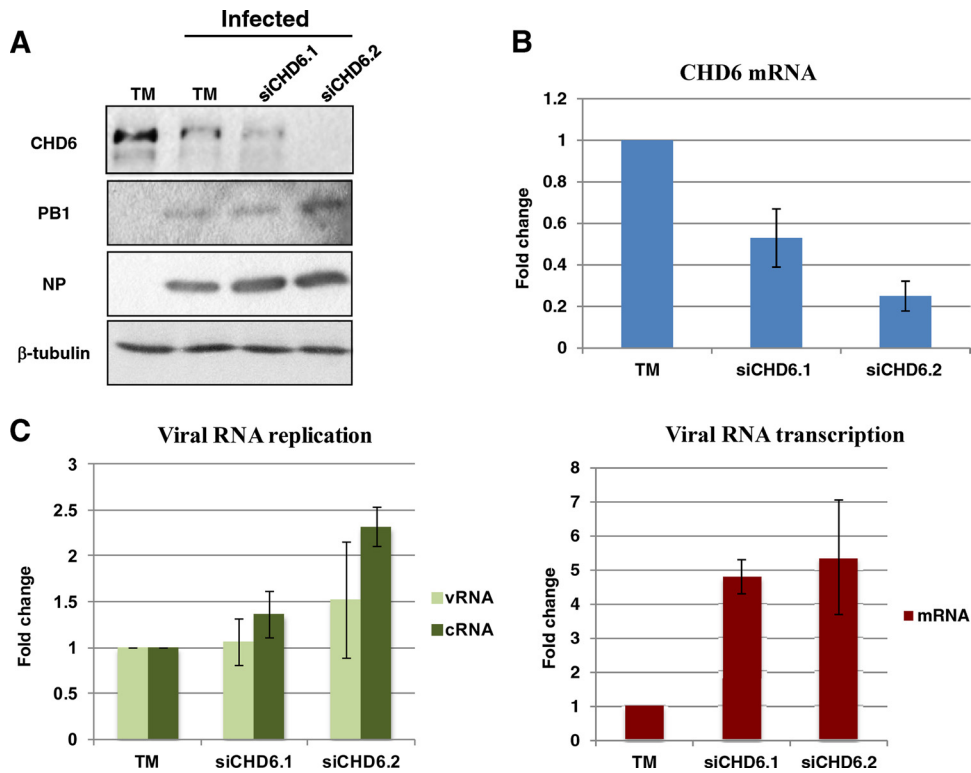 A
Infected
TM TM siCHD6.1 siCHD6.2
CHD6
PB1
NP
β-tubulin
B
CHD6 mRNA
Fold change
1.2
1
0.8
0.6
0.4
0.2
0
TM siCHD6.1 siCHD6.2
C
Viral RNA replication
Fold change
3
2.5
2
1.5
1
0.5
0
TM siCHD6.1 siCHD6.2
vRNA
cRNA
Viral RNA transcription
Fold change
8
7
6
5
4
3
2
1
0
TM siCHD6.1 siCHD6.2
mRNA